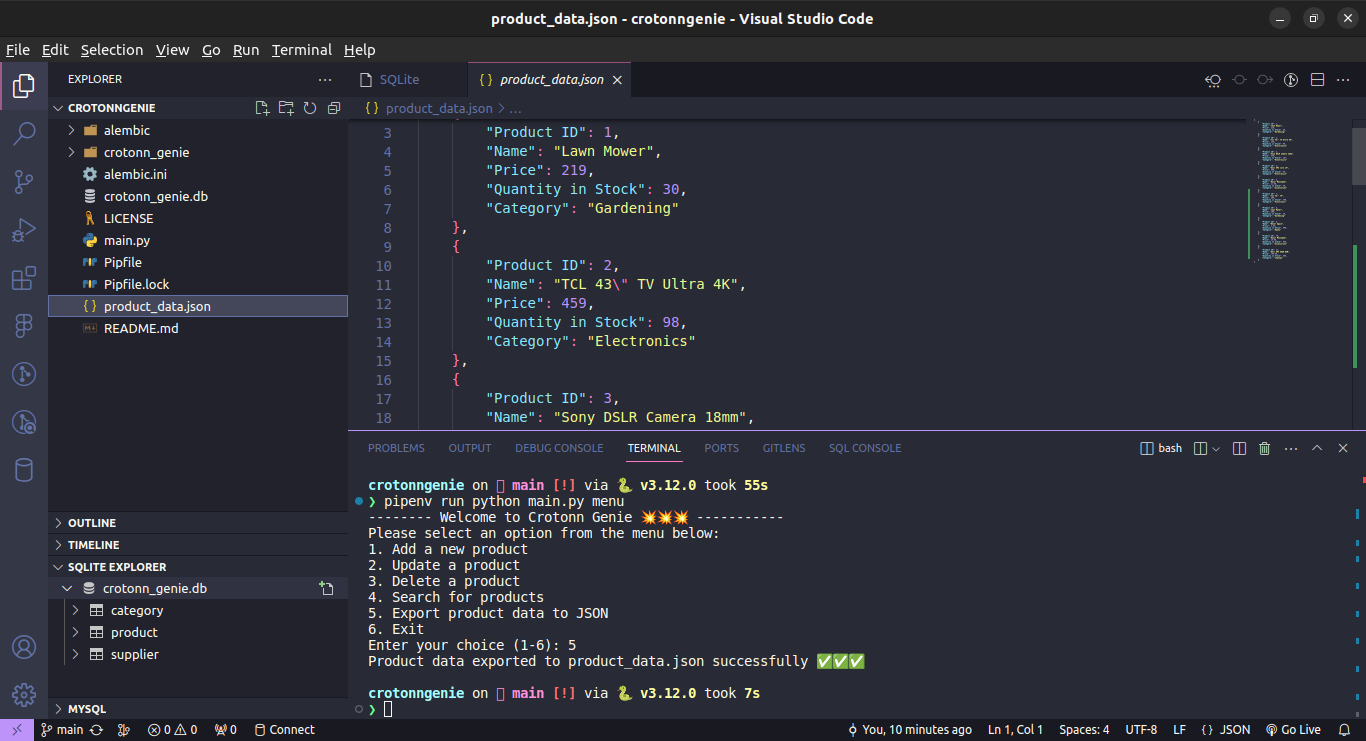 product_data.json - crotonngenie - Visual Studio Code
File Edit Selection View Go Run Terminal Help
EXPLORER
CROTONNGENIE
alembic
crotonn_genie
alembic.ini
crotonn_genie.db
LICENSE
main.py
Pipfile
Pipfile.lock
{} product_data.json
README.md
OUTLINE
TIMELINE
SQLITE EXPLORER
crotonn_genie.db
category
product
supplier
MYSQL
SQLite {} product_data.json
{} product_data.json > ...
3 "Product ID": 1,
4 "Name": "Lawn Mower",
5 "Price": 219,
6 "Quantity in Stock": 30,
7 "Category": "Gardening"
8 },
9 {
10 "Product ID": 2,
11 "Name": "TCL 43\" TV Ultra 4K",
12 "Price": 459,
13 "Quantity in Stock": 98,
14 "Category": "Electronics"
15 },
16 {
17 "Product ID": 3,
18 "Name": "Sony DSLR Camera 18mm",
PROBLEMS OUTPUT DEBUG CONSOLE TERMINAL PORTS GITLENS SQL CONSOLE bash
crotonngenie on main [!] via 🐍 v3.12.0 took 55s
❯ pipenv run python main.py menu
-------- Welcome to Crotonn Genie 💥💥💥 -----------
Please select an option from the menu below:
1. Add a new product
2. Update a product
3. Delete a product
4. Search for products
5. Export product data to JSON
6. Exit
Enter your choice (1-6): 5
Product data exported to product_data.json successfully ✅✅✅
crotonngenie on main [!] via 🐍 v3.12.0 took 7s
❯
main 0 0 0 Connect You, 10 minutes ago Ln 1, Col 1 Spaces: 4 UTF-8 LF {} JSON Go Live